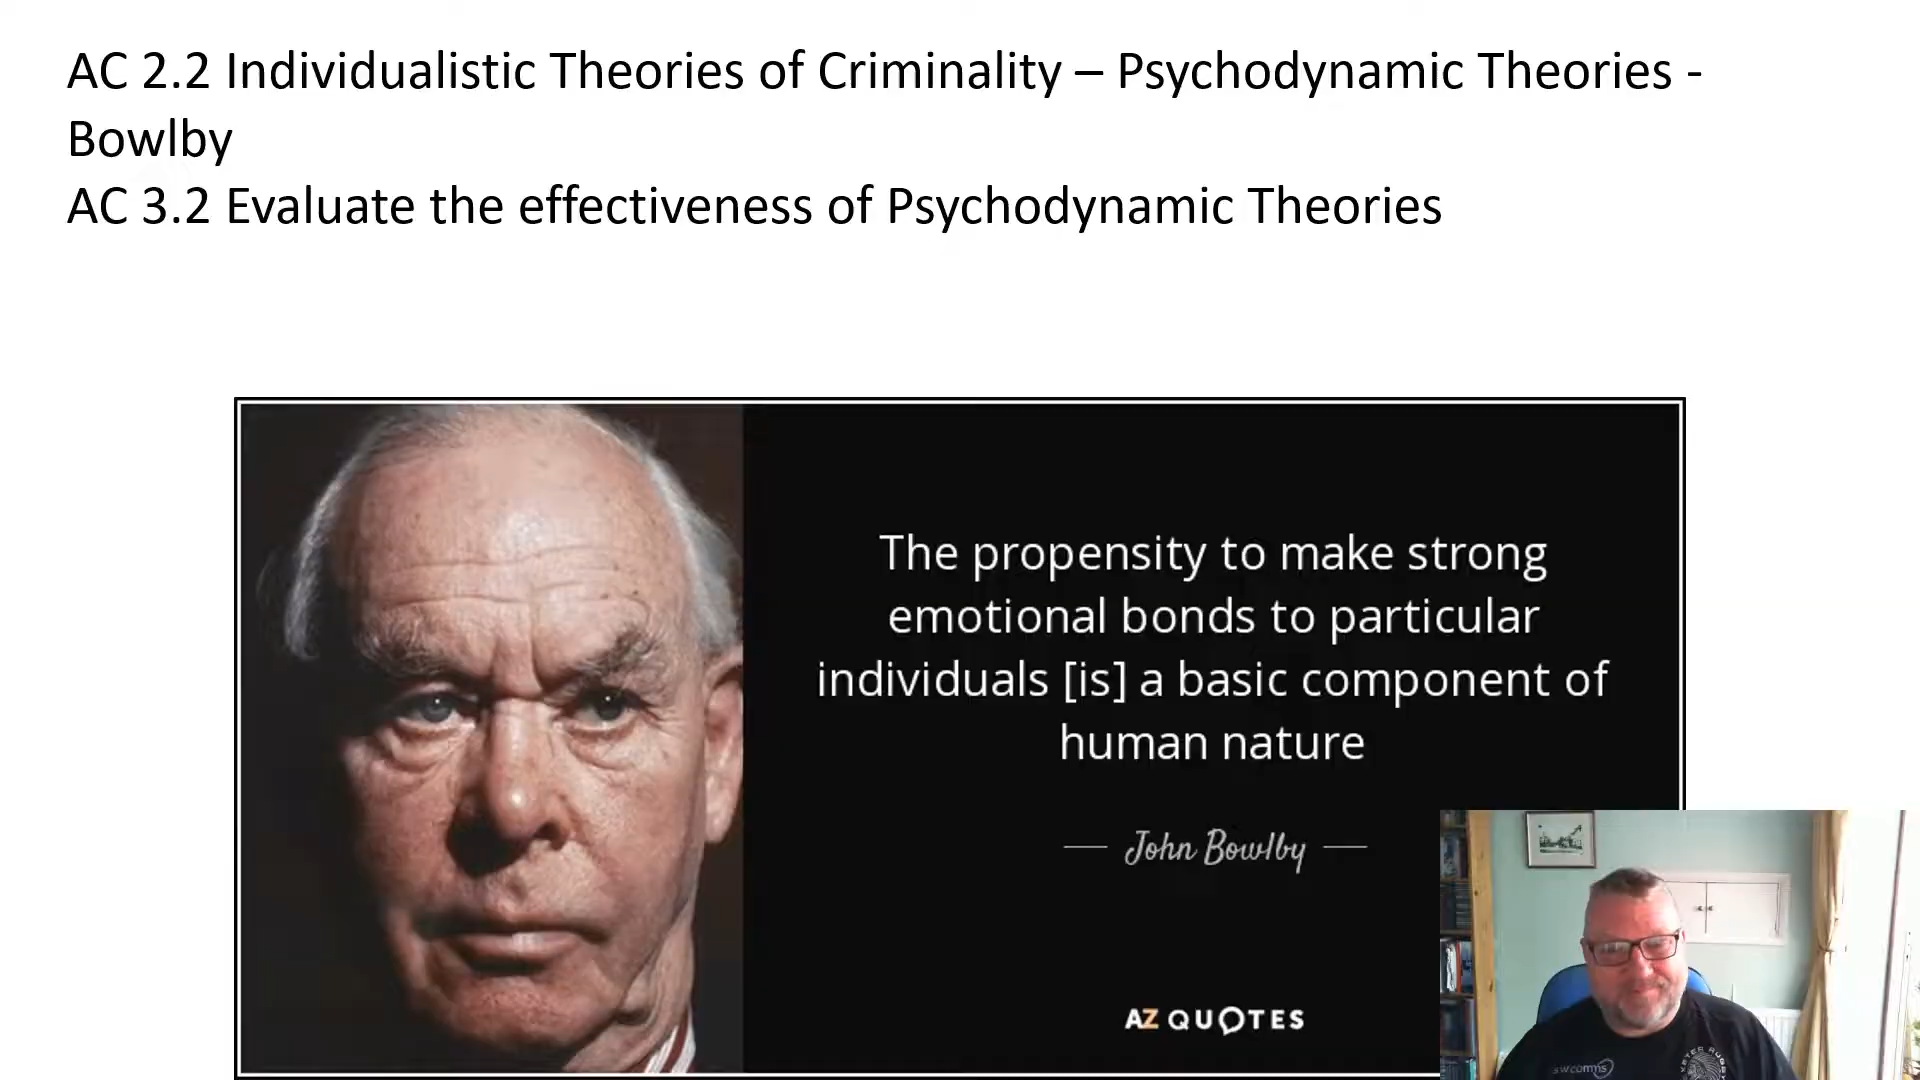 AC 2.2 Individualistic Theories of Criminality – Psychodynamic Theories -
Bowlby
AC 3.2 Evaluate the effectiveness of Psychodynamic Theories
The propensity to make strong
emotional bonds to particular
individuals [is] a basic component of
human nature
John Bowlby
AZ QUOTES
swcomms